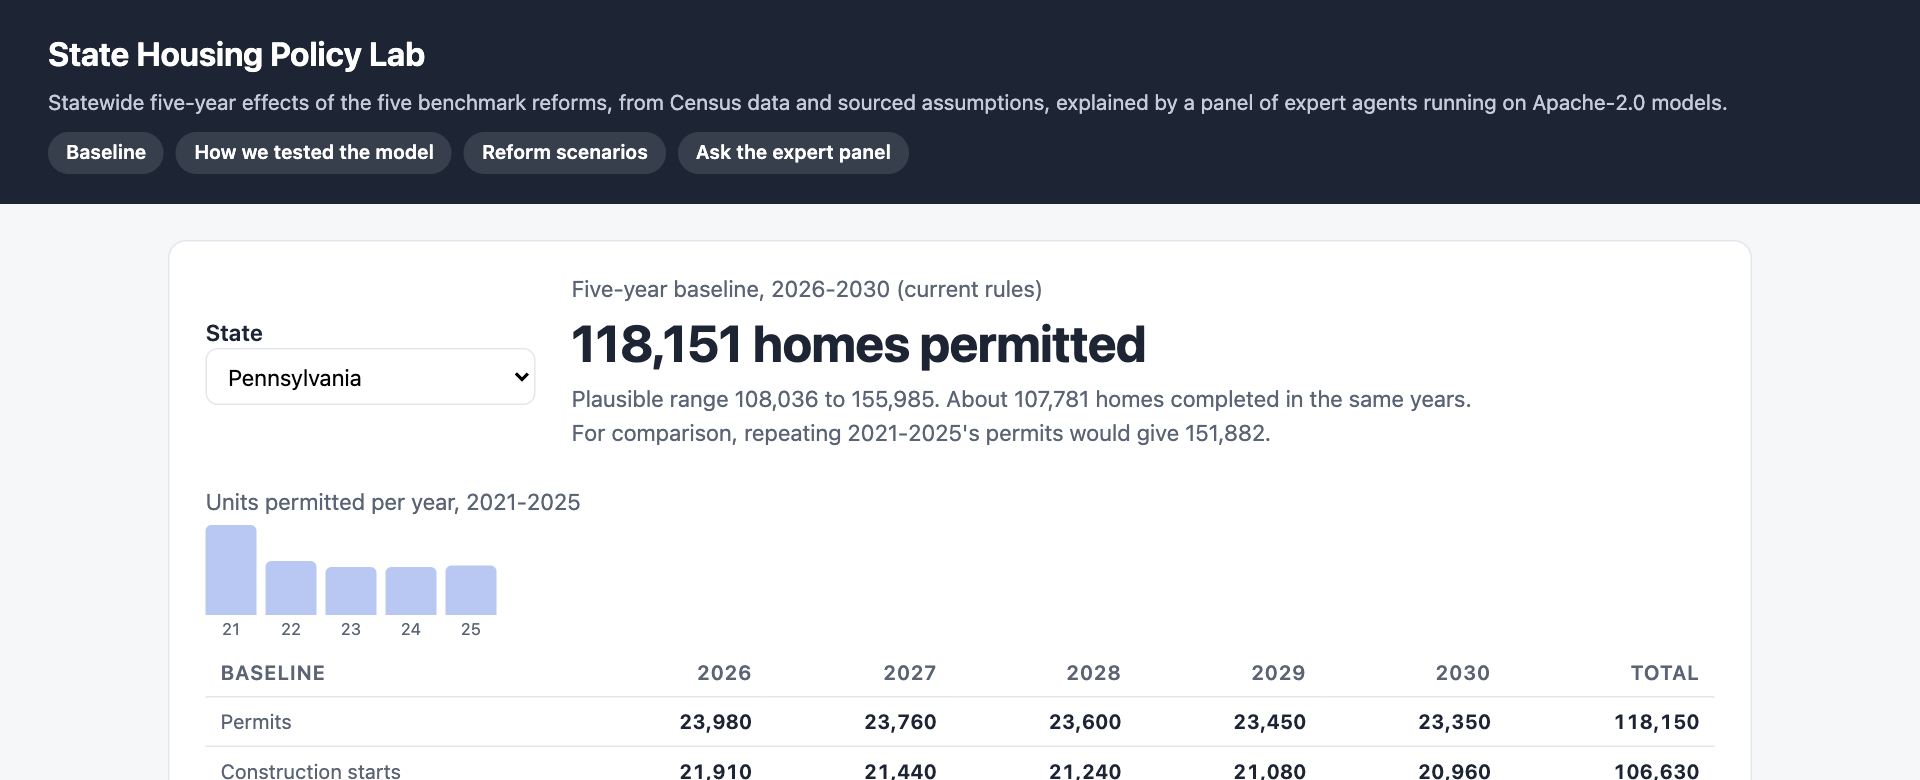 State Housing Policy Lab
Statewide five-year effects of the five benchmark reforms, from Census data and sourced assumptions, explained by a panel of expert agents running on Apache-2.0 models.
Baseline
How we tested the model
Reform scenarios
Ask the expert panel
State
Pennsylvania
Five-year baseline, 2026-2030 (current rules)
118,151 homes permitted
Plausible range 108,036 to 155,985. About 107,781 homes completed in the same years.
For comparison, repeating 2021-2025's permits would give 151,882.
Units permitted per year, 2021-2025
21 22 23 24 25
BASELINE 2026 2027 2028 2029 2030 TOTAL
Permits 23,980 23,760 23,600 23,450 23,350 118,150
Construction starts 21,910 21,440 21,240 21,080 20,960 106,630